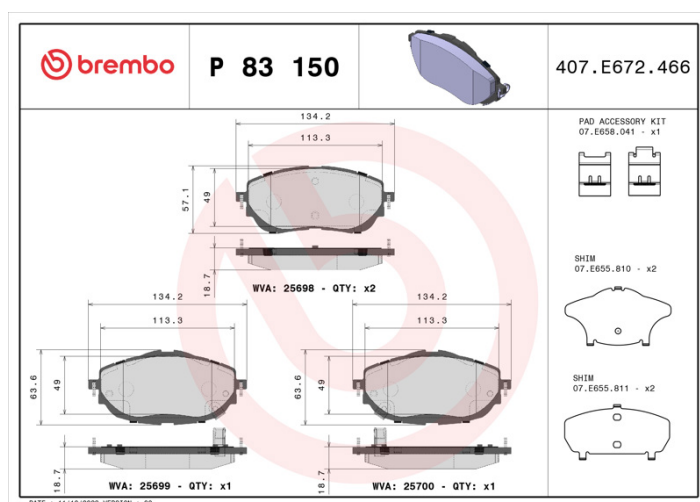 brembo
P 83 150
407.E672.466
134.2
113.3
57.1
49
18.7
WVA: 25698 - QTY: x2
134.2
113.3
63.6
49
18.7
WVA: 25699 - QTY: x1
134.2
113.3
63.6
49
18.7
WVA: 25700 - QTY: x1
PAD ACCESSORY KIT
07.E658.041 - x1
SHIM
07.E655.810 - x2
SHIM
07.E655.811 - x2